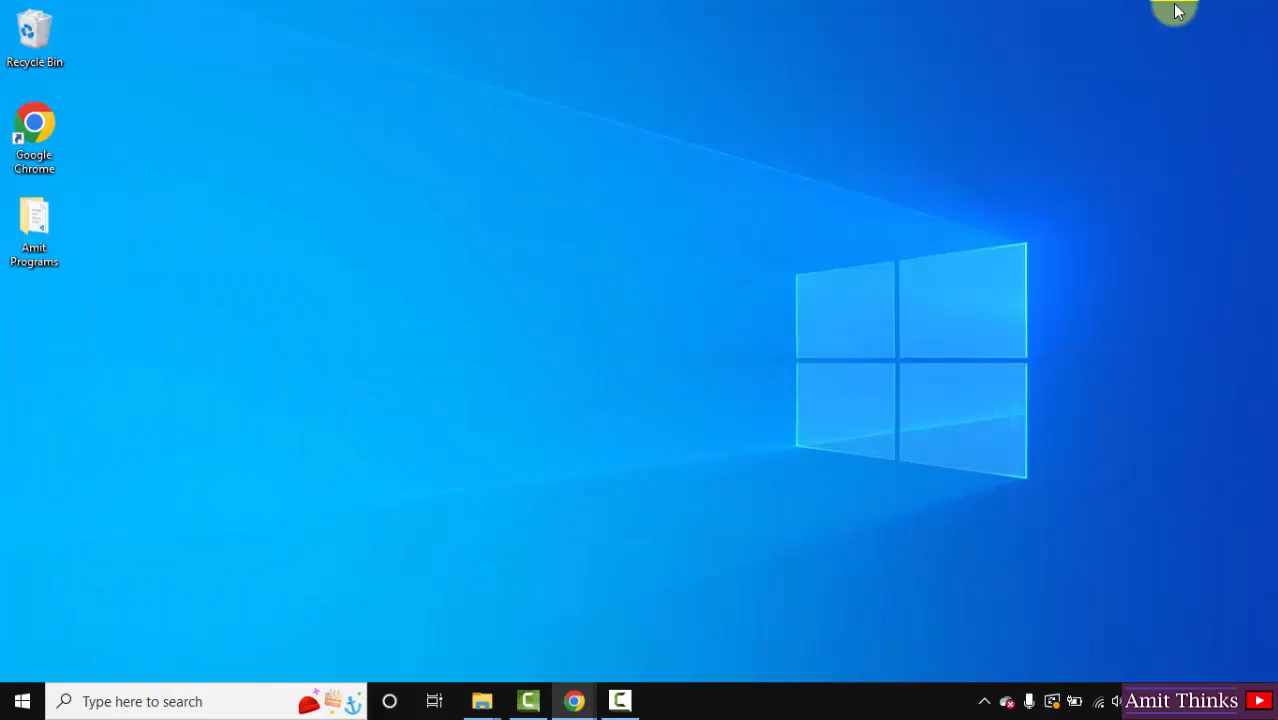 Recycle Bin
Google
Chrome
Amit
Programs
Type here to search
Amit Thinks